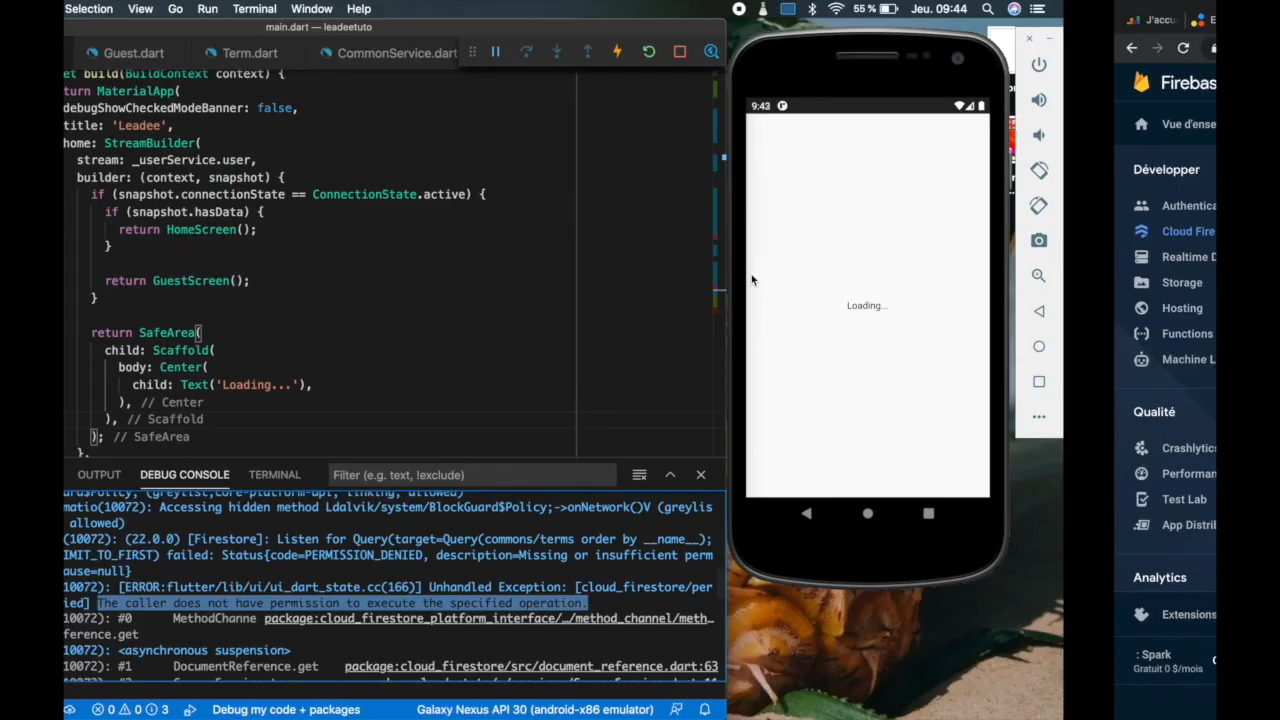 Selection View Go Run Terminal Window Help
55 % Jeu. 09:44
main.dart — leadeetuto
Guest.dart Term.dart CommonService.dart
et build(BuildContext context) {
turn MaterialApp(
debugShowCheckedModeBanner: false,
title: 'Leadee',
home: StreamBuilder(
stream: _userService.user,
builder: (context, snapshot) {
if (snapshot.connectionState == ConnectionState.active) {
if (snapshot.hasData) {
return HomeScreen();
}
return GuestScreen();
}
return SafeArea(
child: Scaffold(
body: Center(
child: Text('Loading...'),
), // Center
), // Scaffold
); // SafeArea
},
OUTPUT DEBUG CONSOLE TERMINAL Filter (e.g. text, !exclude)
ard$Policy; (greylist,core-platform-api, linking, allowed)
matio(10072): Accessing hidden method Ldalvik/system/BlockGuard$Policy;->onNetwork()V (greylis
allowed)
(10072): (22.0.0) [Firestore]: Listen for Query(target=Query(commons/terms order by __name__);
IMIT_TO_FIRST) failed: Status{code=PERMISSION_DENIED, description=Missing or insufficient perm
ause=null}
10072): [ERROR:flutter/lib/ui/ui_dart_state.cc(166)] Unhandled Exception: [cloud_firestore/per
ied] The caller does not have permission to execute the specified operation.
10072): #0 MethodChanne package:cloud_firestore_platform_interface/…/method_channel/meth…
ference.get
10072): <asynchronous suspension>
10072): #1 DocumentReference.get package:cloud_firestore/src/document_reference.dart:63
0 0 3 Debug my code + packages Galaxy Nexus API 30 (android-x86 emulator)
9:43
Loading...
J'accu
E
Firebas
Vue d'ense
Développer
Authentica
Cloud Fire
Realtime D
Storage
Hosting
Functions
Machine L
Qualité
Crashlytic
Performan
Test Lab
App Distri
Analytics
Extensions
: Spark
Gratuit 0 $/mois